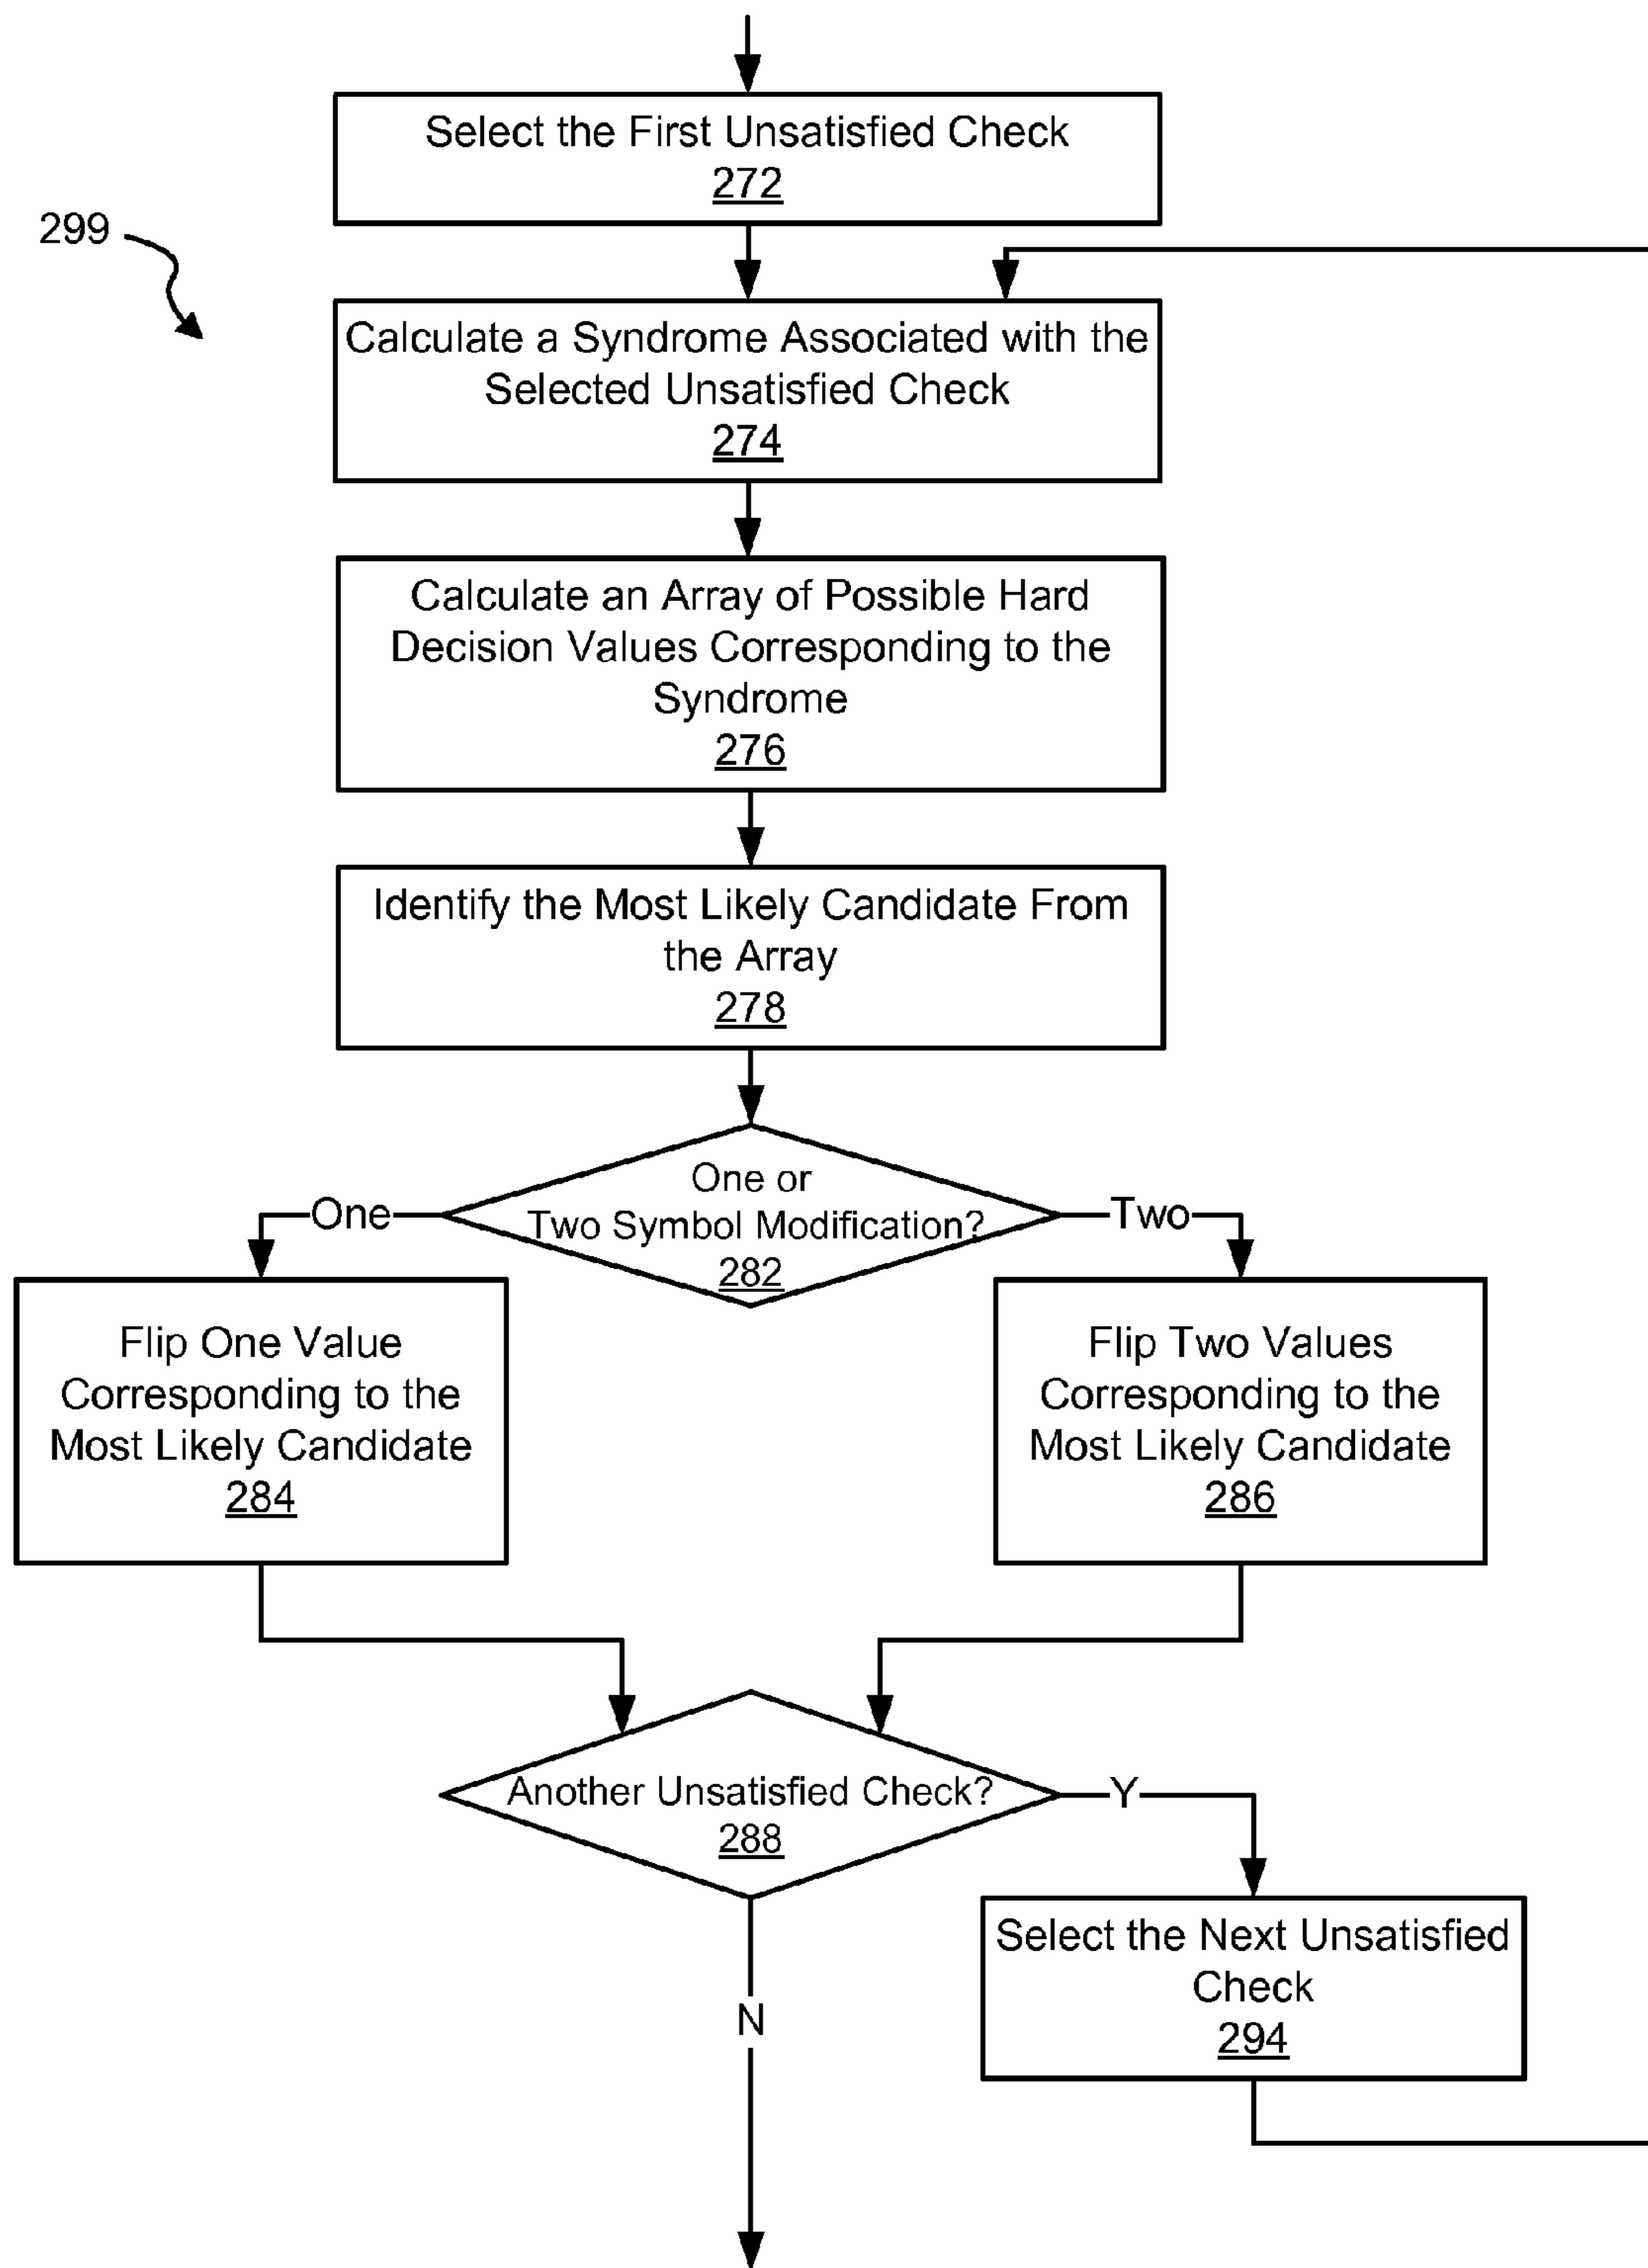 Select the First Unsatisfied Check
272
299
Calculate a Syndrome Associated with the
Selected Unsatisfied Check
274
Calculate an Array of Possible Hard
Decision Values Corresponding to the
Syndrome
276
Identify the Most Likely Candidate From
the Array
278
One or
Two Symbol Modification?
282
One
Two
Flip One Value
Corresponding to the
Most Likely Candidate
284
Flip Two Values
Corresponding to the
Most Likely Candidate
286
Another Unsatisfied Check?
288
Y
Select the Next Unsatisfied
Check
294
N